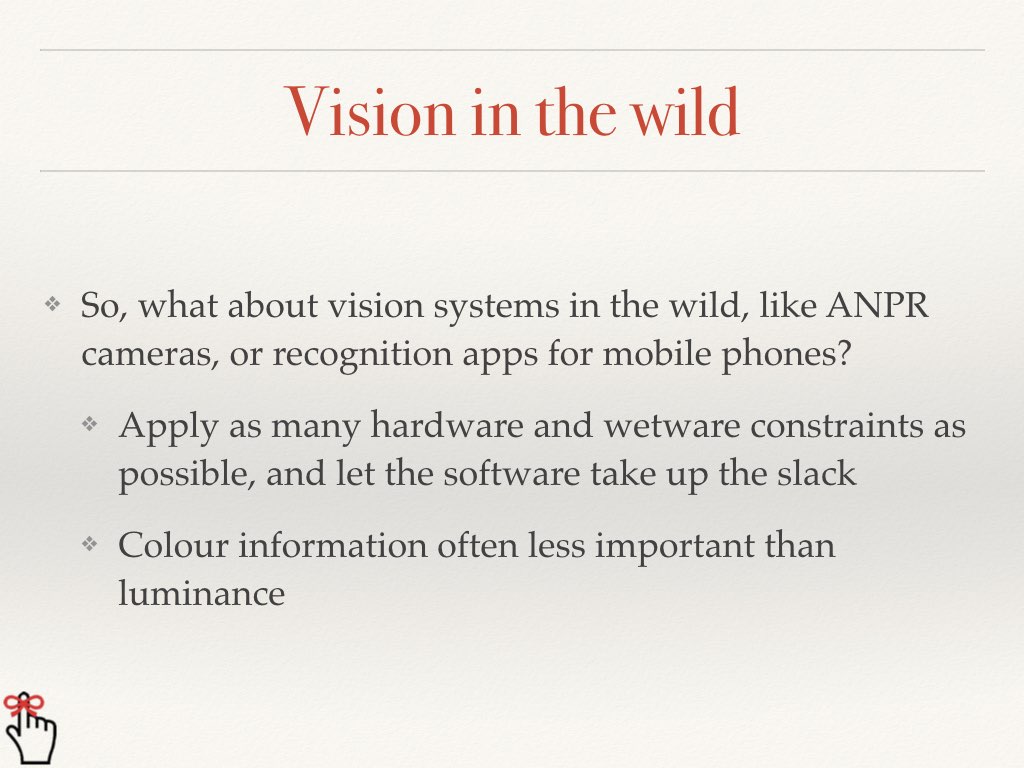 Vision in the wild
So, what about vision systems in the wild, like ANPR
cameras, or recognition apps for mobile phones?
Apply as many hardware and wetware constraints as
possible, and let the software take up the slack
Colour information often less important than
luminance